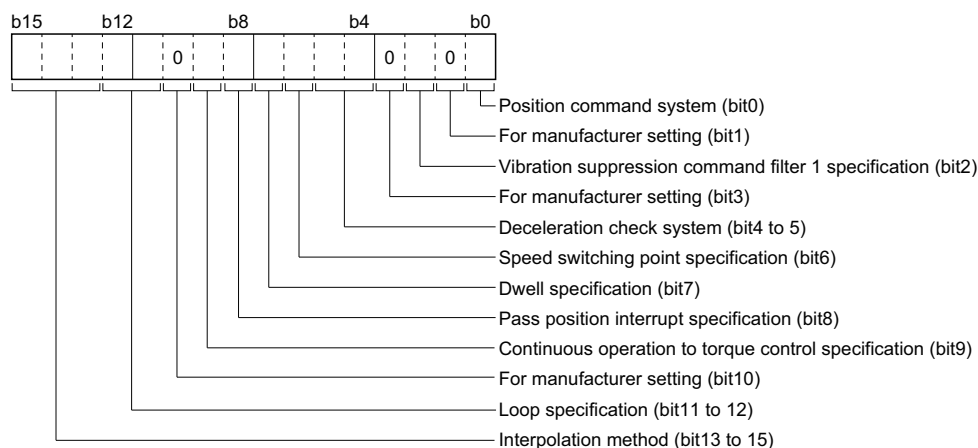 b15 b12 b8 b4 b0
0 0 0
Position command system (bit0)
For manufacturer setting (bit1)
Vibration suppression command filter 1 specification (bit2)
For manufacturer setting (bit3)
Deceleration check system (bit4 to 5)
Speed switching point specification (bit6)
Dwell specification (bit7)
Pass position interrupt specification (bit8)
Continuous operation to torque control specification (bit9)
For manufacturer setting (bit10)
Loop specification (bit11 to 12)
Interpolation method (bit13 to 15)